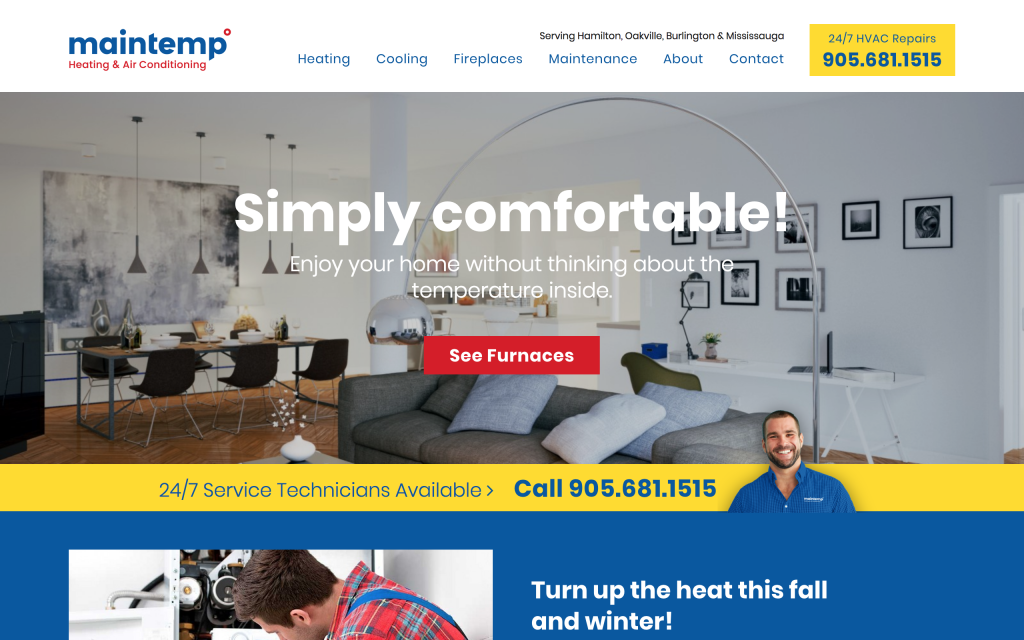 maintemp
Heating & Air Conditioning
Serving Hamilton, Oakville, Burlington & Mississauga
Heating Cooling Fireplaces Maintenance About Contact
24/7 HVAC Repairs
905.681.1515
Simply comfortable!
Enjoy your home without thinking about the
temperature inside.
See Furnaces
24/7 Service Technicians Available > Call 905.681.1515
maintemp
Turn up the heat this fall
and winter!